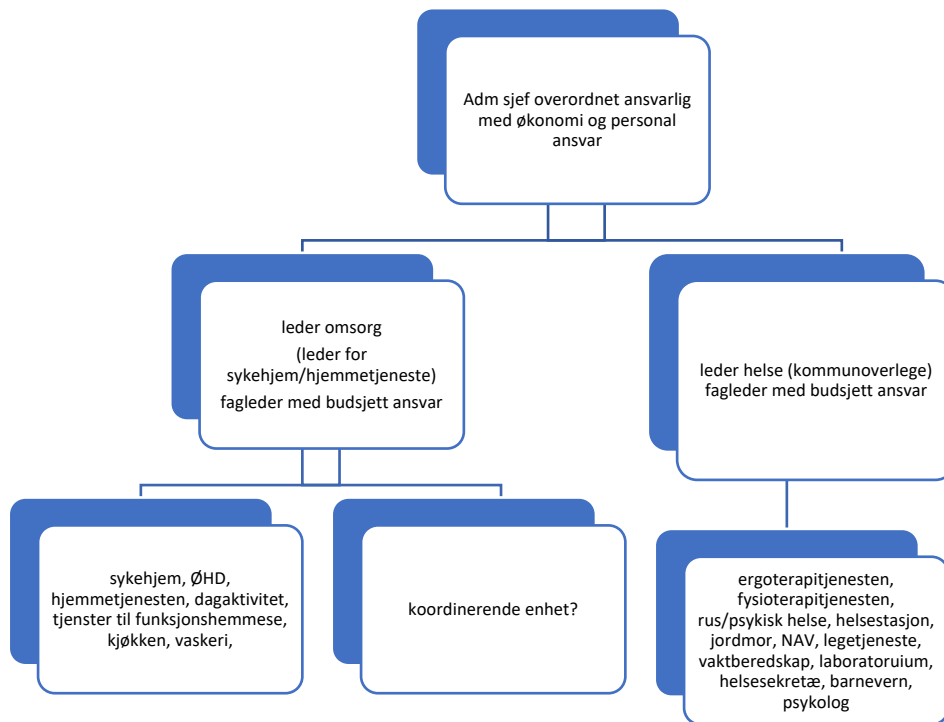 Adm sjef overordnet ansvarlig
med økonomi og personal
ansvar
leder omsorg
(leder for
sykehjem/hjemmetjeneste)
fagleder med budsjett ansvar
leder helse (kommunoverlege)
fagleder med budsjett ansvar
sykehjem, ØHD,
hjemmetjenesten, dagaktivitet,
tjenster til funksjonshemmese,
kjøkken, vaskeri,
koordinerende enhet?
ergoterapitjenesten,
fysioterapitjenesten,
rus/psykisk helse, helsestasjon,
jordmor, NAV, legetjeneste,
vaktberedskap, laboratoruium,
helsesekretæ, barnevern,
psykolog